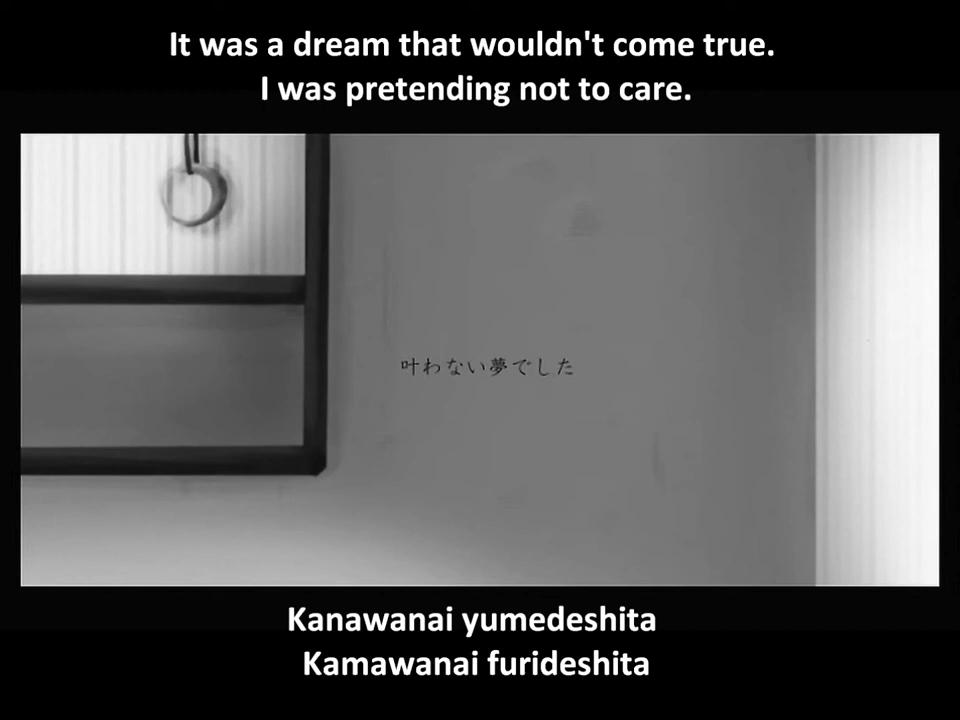 It was a dream that wouldn't come true.
I was pretending not to care.
叶わない夢でした
Kanawanai yumedeshita
Kamawanai furideshita